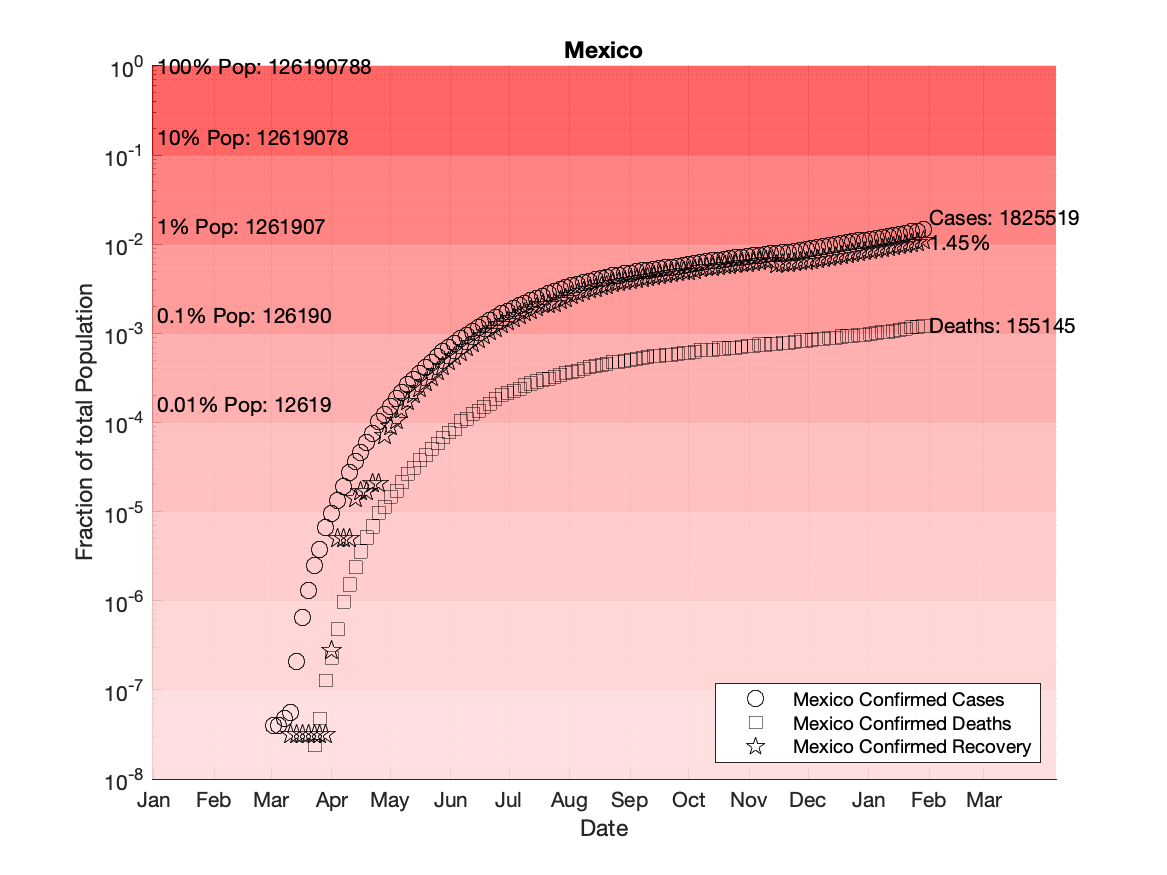 Mexico
10^0
100% Pop: 126190788
10% Pop: 12619078
10^-1
1% Pop: 1261907
Cases: 1825519
10^-2
1.45%
0.1% Pop: 126190
Deaths: 155145
10^-3
0.01% Pop: 12619
10^-4
Fraction of total Population
10^-5
10^-6
10^-7
10^-8
Mexico Confirmed Cases
Mexico Confirmed Deaths
Mexico Confirmed Recovery
Jan Feb Mar Apr May Jun Jul Aug Sep Oct Nov Dec Jan Feb Mar
Date